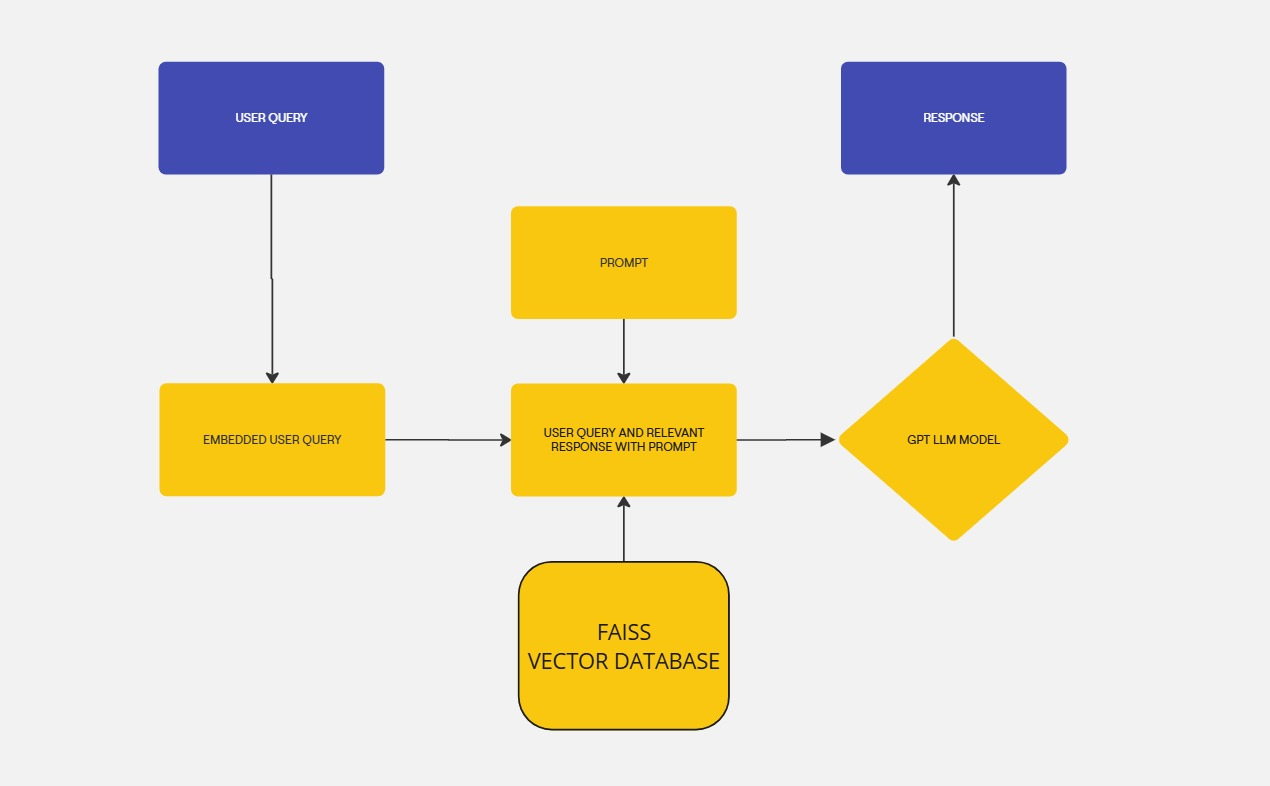 USER QUERY
RESPONSE
PROMPT
EMBEDDED USER QUERY
USER QUERY AND RELEVANT
RESPONSE WITH PROMPT
GPT LLM MODEL
FAISS
VECTOR DATABASE